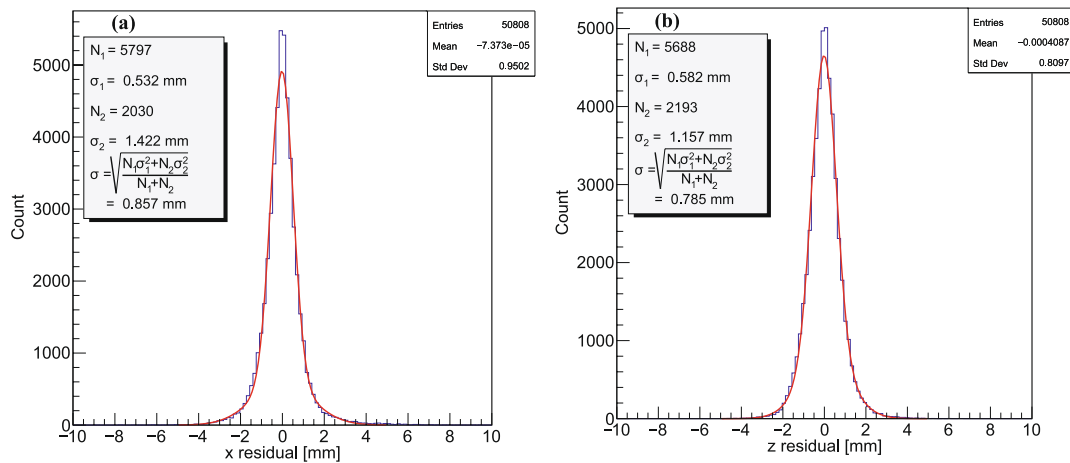 (a)
Entries 50808
Mean -7.373e-05
Std Dev 0.9502
N₁ = 5797
σ₁ = 0.532 mm
N₂ = 2030
σ₂ = 1.422 mm
σ = √((N₁σ₁²+N₂σ₂²)/(N₁+N₂))
= 0.857 mm
Count
5000
4000
3000
2000
1000
0
−10 −8 −6 −4 −2 0 2 4 6 8 10
x residual [mm]
(b)
Entries 50808
Mean -0.0004087
Std Dev 0.8097
N₁ = 5688
σ₁ = 0.582 mm
N₂ = 2193
σ₂ = 1.157 mm
σ = √((N₁σ₁²+N₂σ₂²)/(N₁+N₂))
= 0.785 mm
Count
5000
4000
3000
2000
1000
0
−10 −8 −6 −4 −2 0 2 4 6 8 10
z residual [mm]